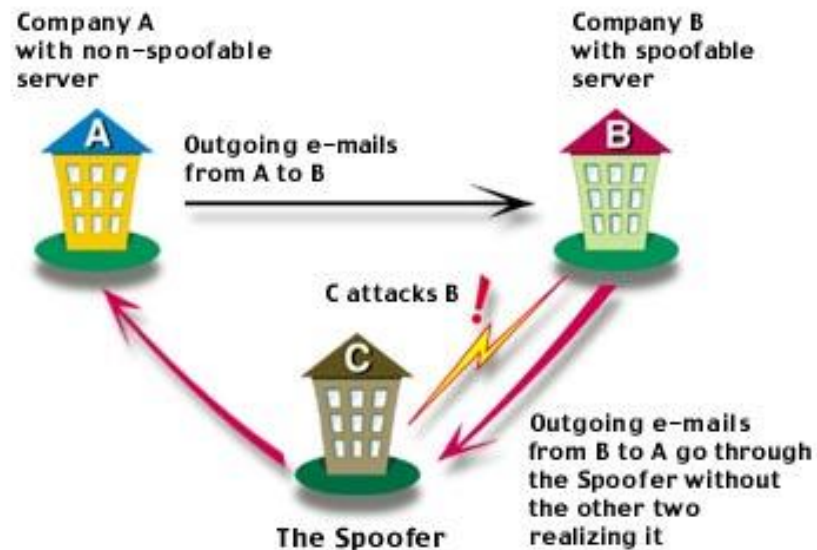 Company A
with non-spoofable
server
Company B
with spoofable
server
A
B
Outgoing e-mails
from A to B
C attacks B
!
C
Outgoing e-mails
from B to A go through
the Spoofer without
the other two
realizing it
The Spoofer